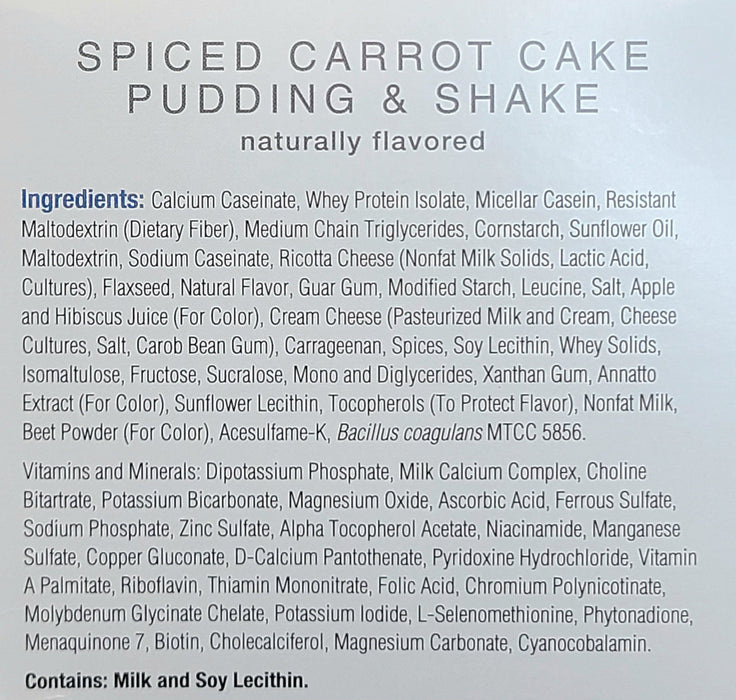 SPICED CARROT CAKE
PUDDING & SHAKE
naturally flavored
Ingredients: Calcium Caseinate, Whey Protein Isolate, Micellar Casein, Resistant
Maltodextrin (Dietary Fiber), Medium Chain Triglycerides, Cornstarch, Sunflower Oil,
Maltodextrin, Sodium Caseinate, Ricotta Cheese (Nonfat Milk Solids, Lactic Acid,
Cultures), Flaxseed, Natural Flavor, Guar Gum, Modified Starch, Leucine, Salt, Apple
and Hibiscus Juice (For Color), Cream Cheese (Pasteurized Milk and Cream, Cheese
Cultures, Salt, Carob Bean Gum), Carrageenan, Spices, Soy Lecithin, Whey Solids,
Isomaltulose, Fructose, Sucralose, Mono and Diglycerides, Xanthan Gum, Annatto
Extract (For Color), Sunflower Lecithin, Tocopherols (To Protect Flavor), Nonfat Milk,
Beet Powder (For Color), Acesulfame-K, Bacillus coagulans MTCC 5856.
Vitamins and Minerals: Dipotassium Phosphate, Milk Calcium Complex, Choline
Bitartrate, Potassium Bicarbonate, Magnesium Oxide, Ascorbic Acid, Ferrous Sulfate,
Sodium Phosphate, Zinc Sulfate, Alpha Tocopherol Acetate, Niacinamide, Manganese
Sulfate, Copper Gluconate, D-Calcium Pantothenate, Pyridoxine Hydrochloride, Vitamin
A Palmitate, Riboflavin, Thiamin Mononitrate, Folic Acid, Chromium Polynicotinate,
Molybdenum Glycinate Chelate, Potassium Iodide, L-Selenomethionine, Phytonadione,
Menaquinone 7, Biotin, Cholecalciferol, Magnesium Carbonate, Cyanocobalamin.
Contains: Milk and Soy Lecithin.